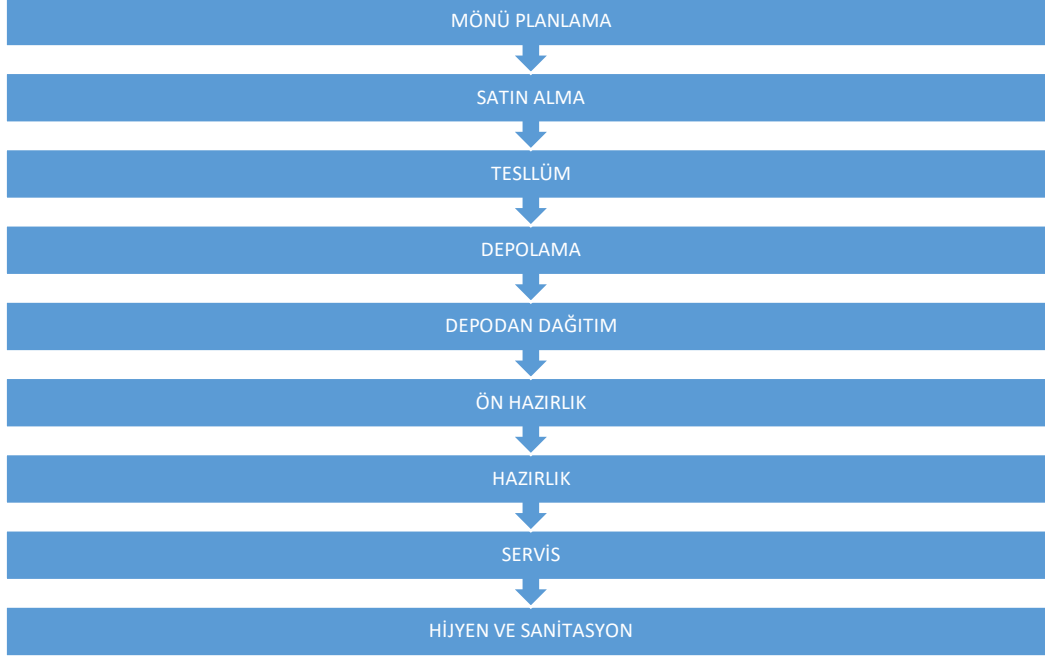 MÖNÜ PLANLAMA
SATIN ALMA
TESLLÜM
DEPOLAMA
DEPODAN DAĞITIM
ÖN HAZIRLIK
HAZIRLIK
SERVİS
HİJYEN VE SANİTASYON